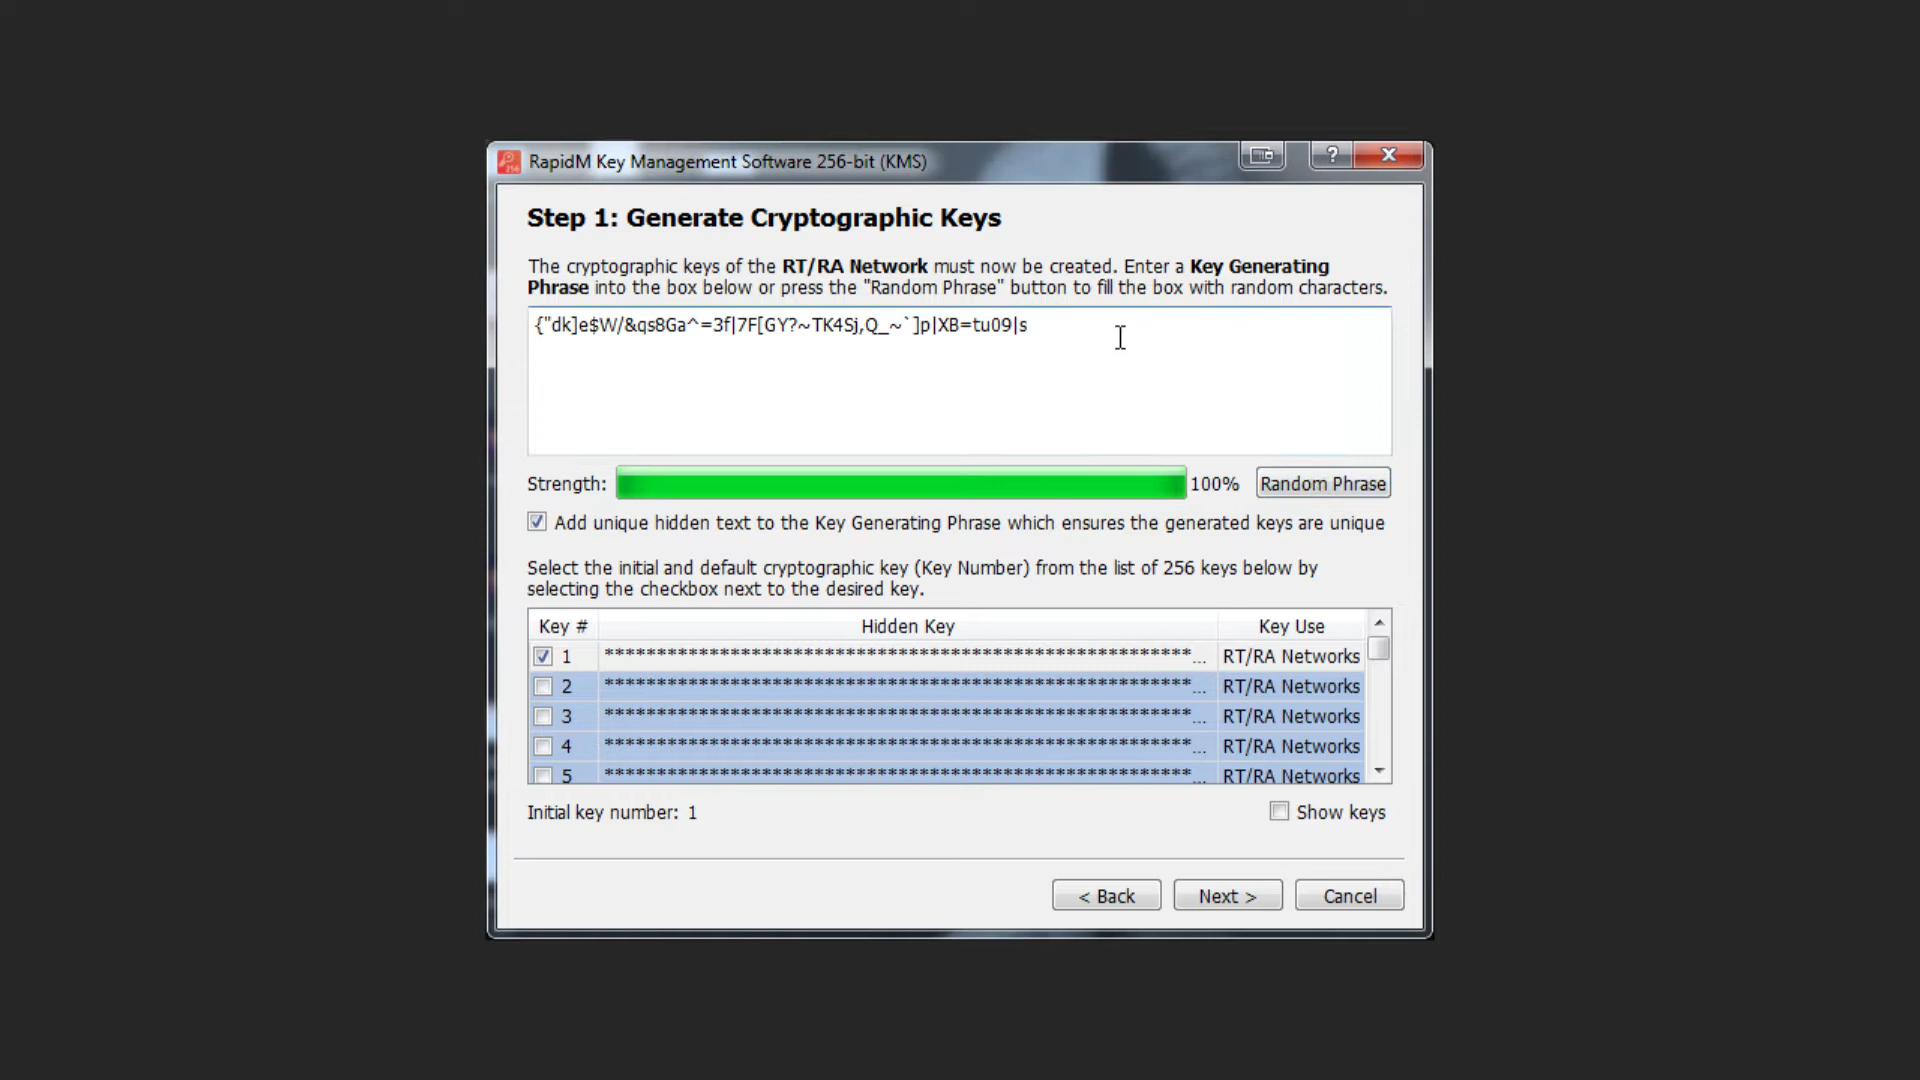 RapidM Key Management Software 256-bit (KMS)
Step 1: Generate Cryptographic Keys
The cryptographic keys of the RT/RA Network must now be created. Enter a Key Generating
Phrase into the box below or press the "Random Phrase" button to fill the box with random characters.
{"dk]e$W/&qs8Ga^=3f|7F[GY?~TK4Sj,Q_~`]p|XB=tu09|s
Strength: 100% Random Phrase
Add unique hidden text to the Key Generating Phrase which ensures the generated keys are unique
Select the initial and default cryptographic key (Key Number) from the list of 256 keys below by
selecting the checkbox next to the desired key.
Key # Hidden Key Key Use
1 ********************************************************... RT/RA Networks
2 ********************************************************... RT/RA Networks
3 ********************************************************... RT/RA Networks
4 ********************************************************... RT/RA Networks
5 ********************************************************... RT/RA Networks
Initial key number: 1 Show keys
< Back Next > Cancel